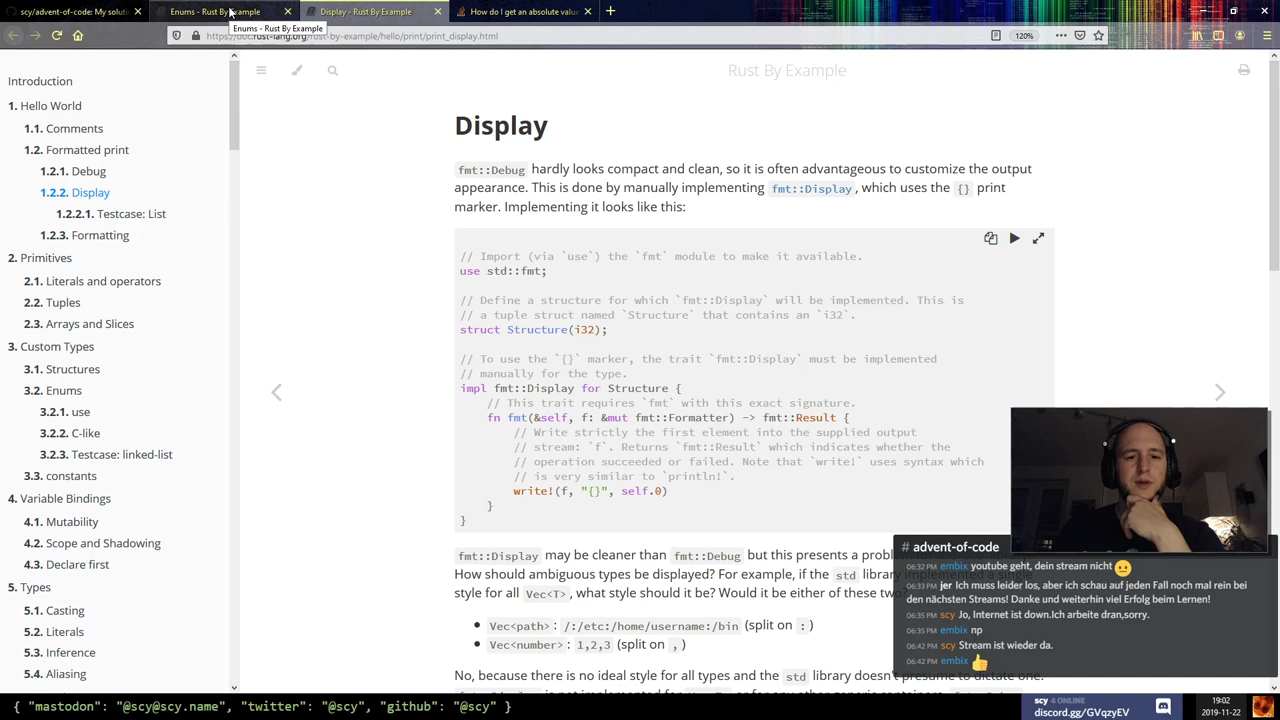 scy/advent-of-code: My soluti
Enums - Rust By Example
Display - Rust By Example
How do I get an absolute value
Enums - Rust By Example
https://doc.rust-lang.org/rust-by-example/hello/print/print_display.html
120%
Introduction
1. Hello World
1.1. Comments
1.2. Formatted print
1.2.1. Debug
1.2.2. Display
1.2.2.1. Testcase: List
1.2.3. Formatting
2. Primitives
2.1. Literals and operators
2.2. Tuples
2.3. Arrays and Slices
3. Custom Types
3.1. Structures
3.2. Enums
3.2.1. use
3.2.2. C-like
3.2.3. Testcase: linked-list
3.3. constants
4. Variable Bindings
4.1. Mutability
4.2. Scope and Shadowing
4.3. Declare first
5. Types
5.1. Casting
5.2. Literals
5.3. Inference
5.4. Aliasing
Rust By Example
Display
fmt::Debug hardly looks compact and clean, so it is often advantageous to customize the output
appearance. This is done by manually implementing fmt::Display, which uses the {} print
marker. Implementing it looks like this:
// Import (via `use`) the `fmt` module to make it available.
use std::fmt;
// Define a structure for which `fmt::Display` will be implemented. This is
// a tuple struct named `Structure` that contains an `i32`.
struct Structure(i32);
// To use the `{}` marker, the trait `fmt::Display` must be implemented
// manually for the type.
impl fmt::Display for Structure {
// This trait requires `fmt` with this exact signature.
fn fmt(&self, f: &mut fmt::Formatter) -> fmt::Result {
// Write strictly the first element into the supplied output
// stream: `f`. Returns `fmt::Result` which indicates whether the
// operation succeeded or failed. Note that `write!` uses syntax which
// is very similar to `println!`.
write!(f, "{}", self.0)
}
}
fmt::Display may be cleaner than fmt::Debug but this presents a
How should ambiguous types be displayed? For example, if the std library implemented a single
style for all Vec<T>, what style should it be? Would it be either of these two?
Vec<path>: /:/etc:/home/username:/bin (split on :)
Vec<number>: 1,2,3 (split on ,)
No, because there is no ideal style for all types and the std library doesn't presume to dictate one.
# advent-of-code
06:32 PM embix youtube geht, dein stream nicht
06:33 PM jer Ich muss leider los, aber ich schau auf jeden Fall noch mal rein bei
den nächsten Streams! Danke und weiterhin viel Erfolg beim Lernen!
06:35 PM scy Jo, Internet ist down.Ich arbeite dran,sorry.
06:35 PM embix np
06:42 PM scy Stream ist wieder da.
06:42 PM embix
{ "mastodon": "@scy@scy.name", "twitter": "@scy", "github": "@scy" }
scy 4 ONLINE
discord.gg/GVqzyEV
19:02
2019-11-22